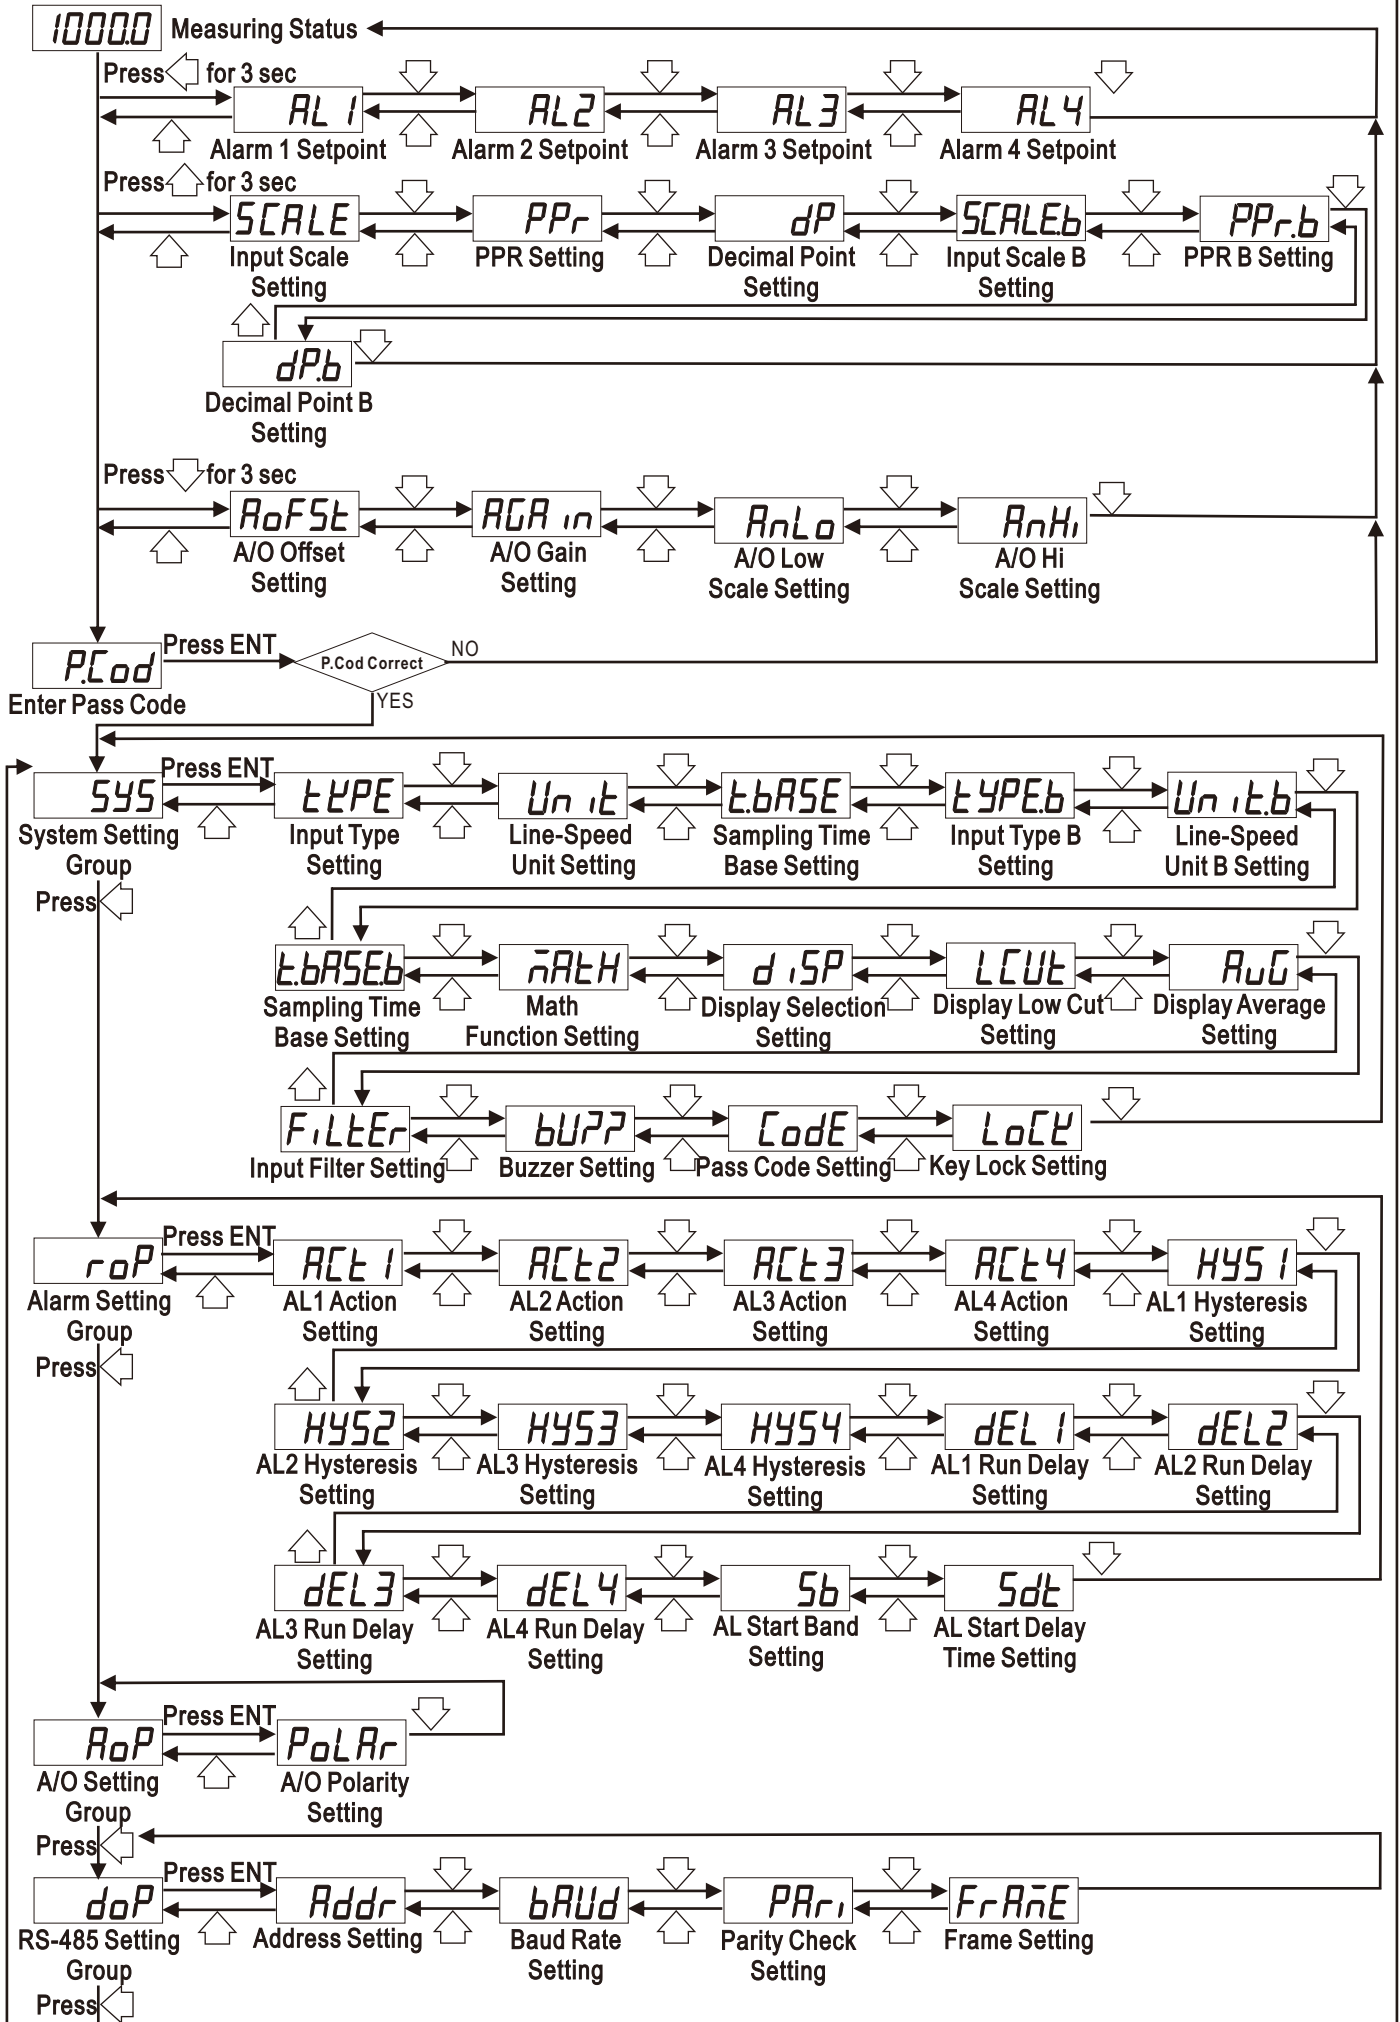 1000.0 Measuring Status
Press for 3 sec
AL1 AL2 AL3 AL4
Alarm 1 Setpoint Alarm 2 Setpoint Alarm 3 Setpoint Alarm 4 Setpoint
Press for 3 sec
SCALE PPr dP SCALE.b PPr.b
Input Scale PPR Setting Decimal Point Input Scale B PPR B Setting
Setting Setting Setting
dP.b
Decimal Point B
Setting
Press for 3 sec
AoFSt AGAin AnLo AnHi
A/O Offset A/O Gain A/O Low A/O Hi
Setting Setting Scale Setting Scale Setting
P.Cod Press ENT P.Cod Correct NO
Enter Pass Code YES
Press ENT
SYS tYPE Unit t.bASE tYPE.b Unit.b
System Setting Input Type Line-Speed Sampling Time Input Type B Line-Speed
Group Setting Unit Setting Base Setting Setting Unit B Setting
Press
t.bASE.b mAtH diSP LCUt AvG
Sampling Time Math Display Selection Display Low Cut Display Average
Base Setting Function Setting Setting Setting Setting
FiLtEr bUZZ CodE LoCK
Input Filter Setting Buzzer Setting Pass Code Setting Key Lock Setting
Press ENT
roP ACt1 ACt2 ACt3 ACt4 HYS1
Alarm Setting AL1 Action AL2 Action AL3 Action AL4 Action AL1 Hysteresis
Group Setting Setting Setting Setting Setting
Press
HYS2 HYS3 HYS4 dEL1 dEL2
AL2 Hysteresis AL3 Hysteresis AL4 Hysteresis AL1 Run Delay AL2 Run Delay
Setting Setting Setting Setting Setting
dEL3 dEL4 Sb Sdt
AL3 Run Delay AL4 Run Delay AL Start Band AL Start Delay
Setting Setting Setting Time Setting
Press ENT
AoP PoLAr
A/O Setting A/O Polarity
Group Setting
Press
Press ENT
doP Addr bAUd PAri FrAmE
RS-485 Setting Address Setting Baud Rate Parity Check Frame Setting
Group Setting Setting
Press